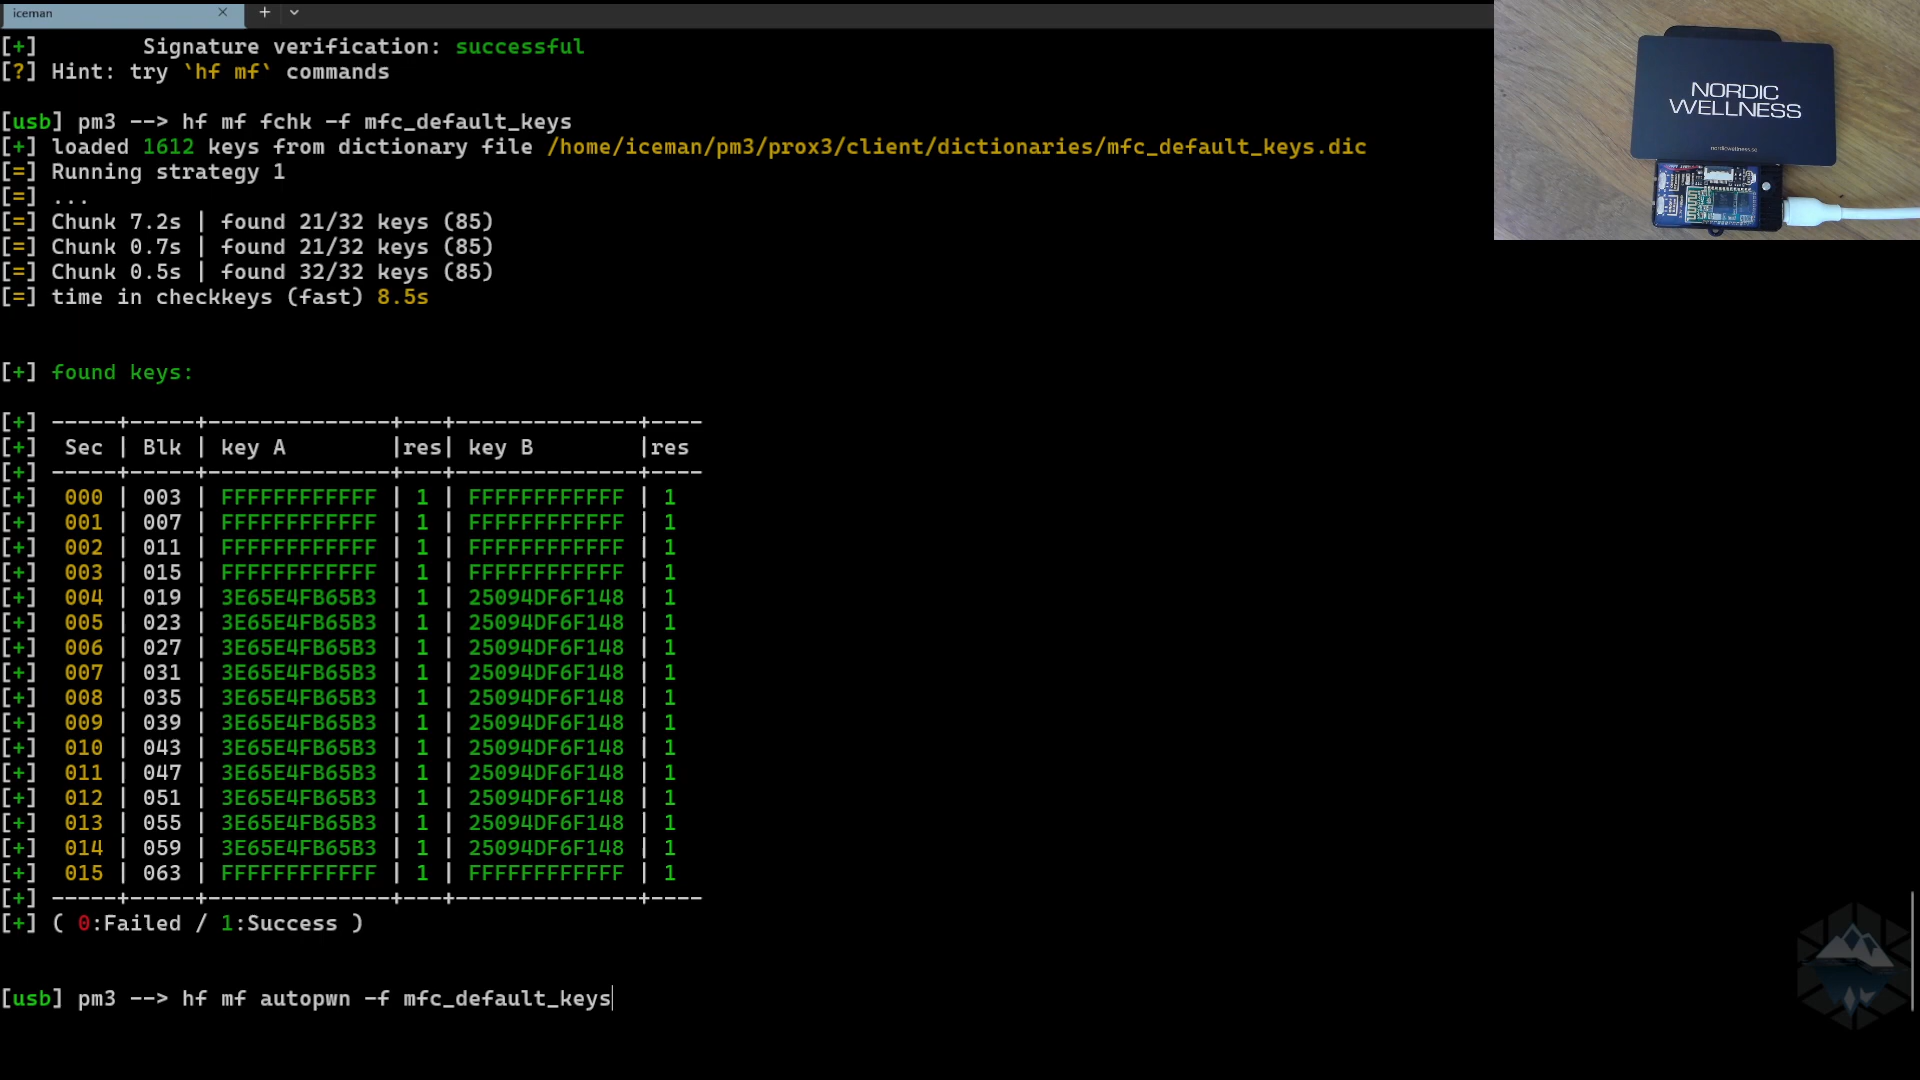 iceman
[+]        Signature verification: successful
[?] Hint: try `hf mf` commands
[usb] pm3 --> hf mf fchk -f mfc_default_keys
[+] loaded 1612 keys from dictionary file /home/iceman/pm3/prox3/client/dictionaries/mfc_default_keys.dic
[=] Running strategy 1
[=] ...
[=] Chunk 7.2s | found 21/32 keys (85)
[=] Chunk 0.7s | found 21/32 keys (85)
[=] Chunk 0.5s | found 32/32 keys (85)
[=] time in checkkeys (fast) 8.5s
[+] found keys:
[+] -----+-----+---------------+---+---------------+----
[+]  Sec | Blk | key A         |res| key B         |res
[+] -----+-----+---------------+---+---------------+----
[+]  000 | 003 | FFFFFFFFFFFF | 1 | FFFFFFFFFFFF | 1
[+]  001 | 007 | FFFFFFFFFFFF | 1 | FFFFFFFFFFFF | 1
[+]  002 | 011 | FFFFFFFFFFFF | 1 | FFFFFFFFFFFF | 1
[+]  003 | 015 | FFFFFFFFFFFF | 1 | FFFFFFFFFFFF | 1
[+]  004 | 019 | 3E65E4FB65B3 | 1 | 25094DF6F148 | 1
[+]  005 | 023 | 3E65E4FB65B3 | 1 | 25094DF6F148 | 1
[+]  006 | 027 | 3E65E4FB65B3 | 1 | 25094DF6F148 | 1
[+]  007 | 031 | 3E65E4FB65B3 | 1 | 25094DF6F148 | 1
[+]  008 | 035 | 3E65E4FB65B3 | 1 | 25094DF6F148 | 1
[+]  009 | 039 | 3E65E4FB65B3 | 1 | 25094DF6F148 | 1
[+]  010 | 043 | 3E65E4FB65B3 | 1 | 25094DF6F148 | 1
[+]  011 | 047 | 3E65E4FB65B3 | 1 | 25094DF6F148 | 1
[+]  012 | 051 | 3E65E4FB65B3 | 1 | 25094DF6F148 | 1
[+]  013 | 055 | 3E65E4FB65B3 | 1 | 25094DF6F148 | 1
[+]  014 | 059 | 3E65E4FB65B3 | 1 | 25094DF6F148 | 1
[+]  015 | 063 | FFFFFFFFFFFF | 1 | FFFFFFFFFFFF | 1
[+] -----+-----+---------------+---+---------------+----
[+] ( 0:Failed / 1:Success )
[usb] pm3 --> hf mf autopwn -f mfc_default_keys
NORDIC
WELLNESS
nordicwellness.se